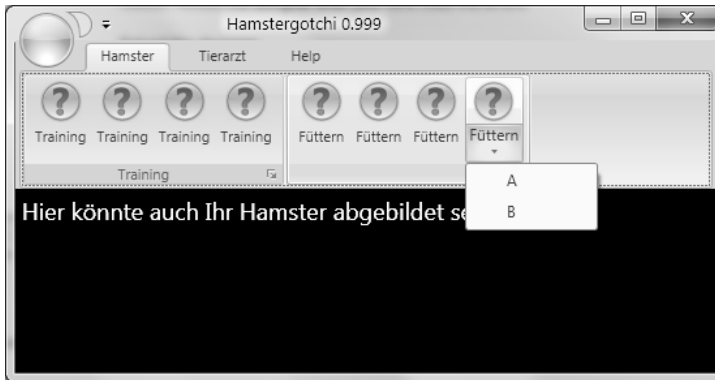 Hamstergotchi 0.999
Hamster Tierarzt Help
Training Training Training Training Füttern Füttern Füttern Füttern
Training
A
B
Hier könnte auch Ihr Hamster abgebildet se